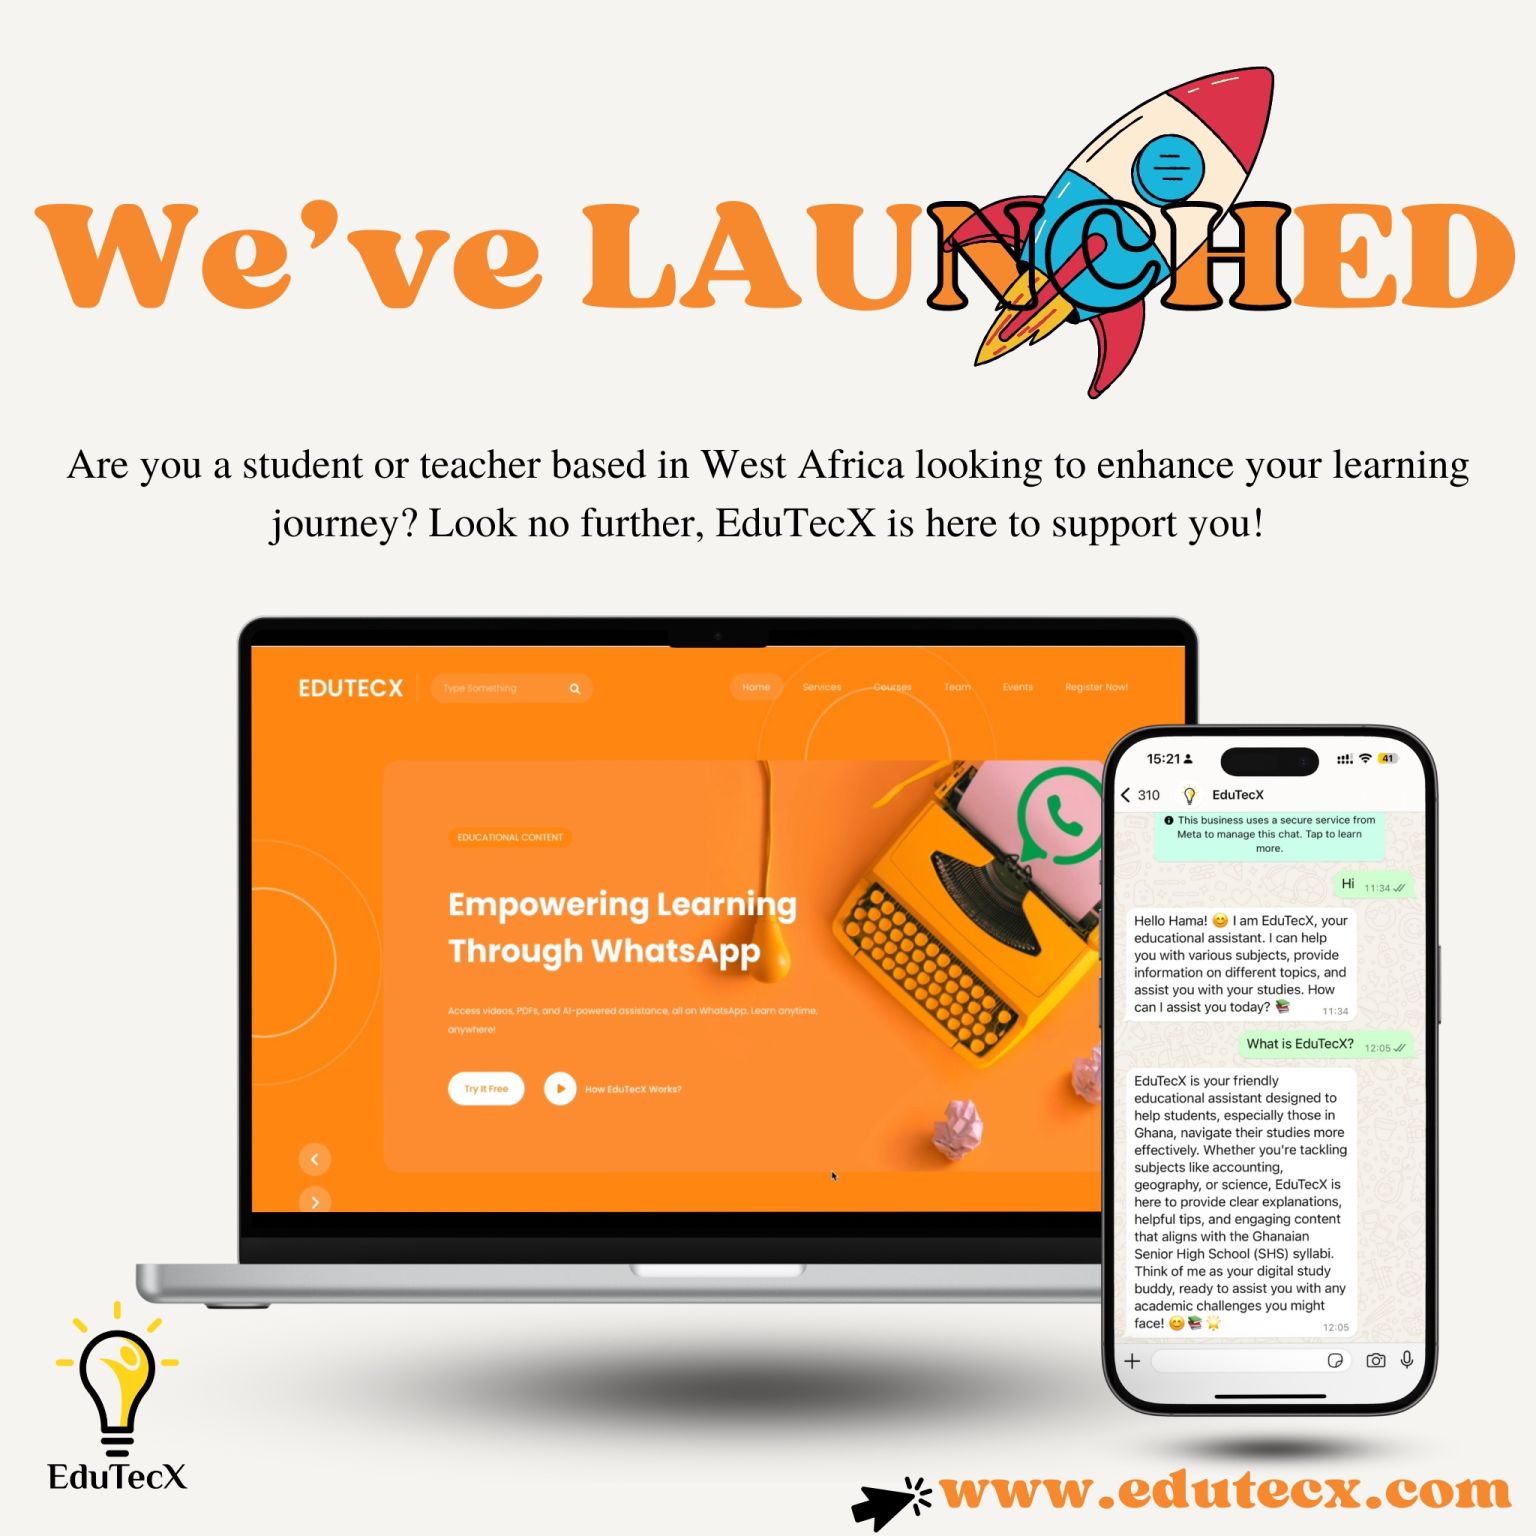 We've LAUNCHED
Are you a student or teacher based in West Africa looking to enhance your learning
journey? Look no further, EduTecX is here to support you!
EDUTECX
Type Something
Home
Services
Courses
Team
Events
Register Now!
EDUCATIONAL CONTENT
Empowering Learning
Through WhatsApp
Access videos, PDFs, and AI-powered assistance, all on WhatsApp. Learn anytime,
anywhere!
Try It Free
How EduTecX Works?
15:21
41
310
EduTecX
This business uses a secure service from
Meta to manage this chat. Tap to learn
more.
Hi 11:34
Hello Hama! 😊 I am EduTecX, your
educational assistant. I can help
you with various subjects, provide
information on different topics, and
assist you with your studies. How
can I assist you today? 📚 11:34
What is EduTecX? 12:05
EduTecX is your friendly
educational assistant designed to
help students, especially those in
Ghana, navigate their studies more
effectively. Whether you're tackling
subjects like accounting,
geography, or science, EduTecX is
here to provide clear explanations,
helpful tips, and engaging content
that aligns with the Ghanaian
Senior High School (SHS) syllabi.
Think of me as your digital study
buddy, ready to assist you with any
academic challenges you might
face! 😊📚🌟 12:05
EduTecX
www.edutecx.com